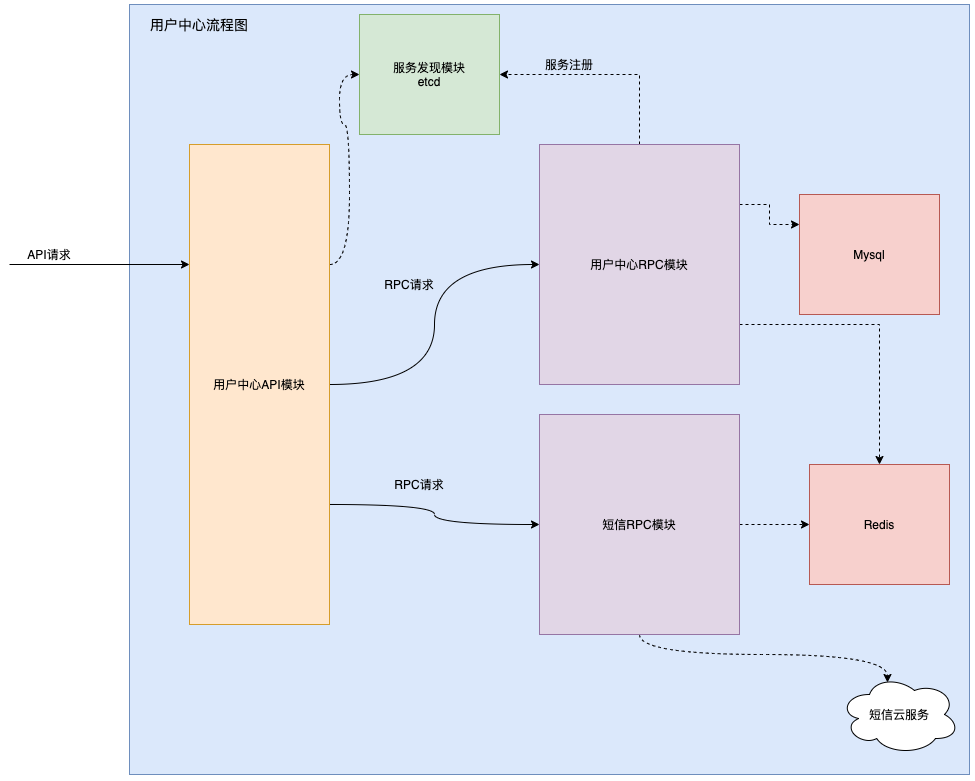 用户中心流程图
服务发现模块
etcd
服务注册
API请求
用户中心API模块
RPC请求
用户中心RPC模块
Mysql
RPC请求
短信RPC模块
Redis
短信云服务